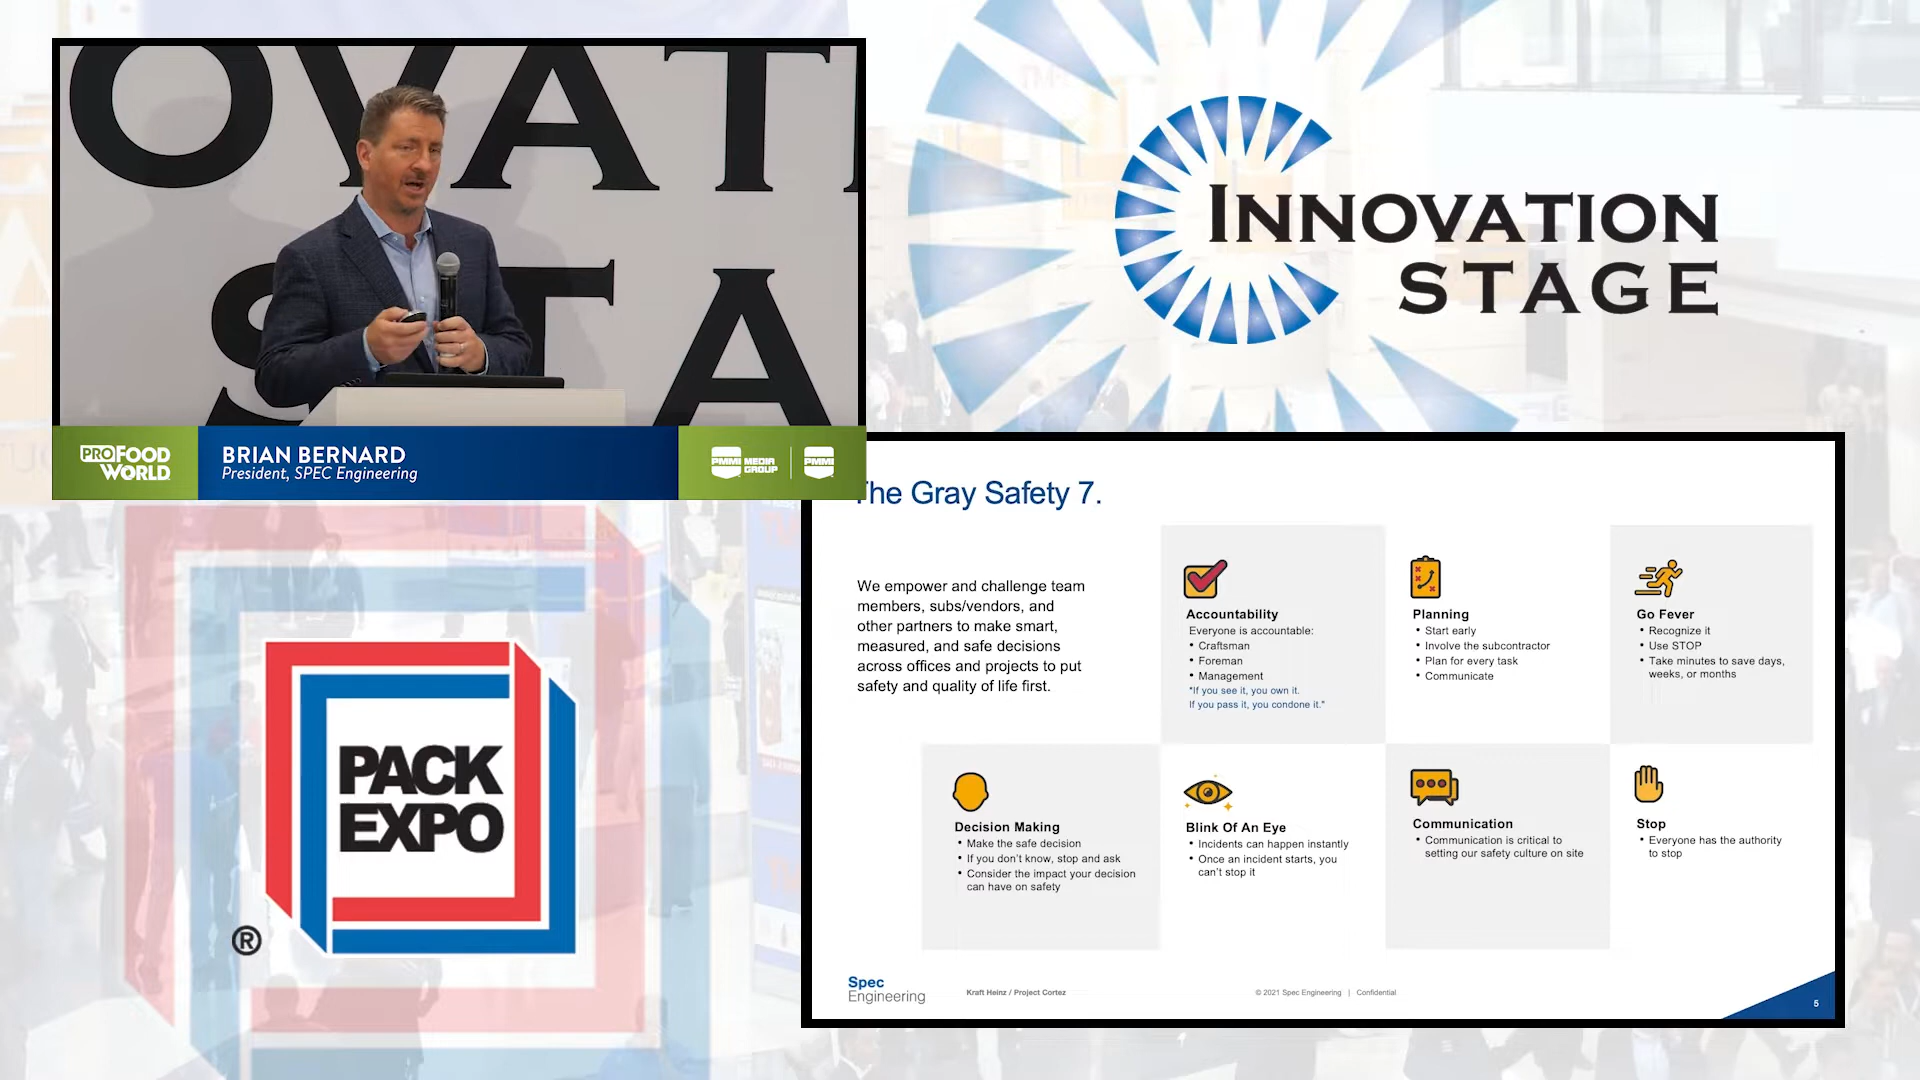 OVATI
STA
PROFOOD
WORLD
BRIAN BERNARD
President, SPEC Engineering
PMMI MEDIA
GROUP
PMMI
INNOVATION
STAGE
PACK
EXPO
®
The Gray Safety 7.
We empower and challenge team
members, subs/vendors, and
other partners to make smart,
measured, and safe decisions
across offices and projects to put
safety and quality of life first.
Accountability
Everyone is accountable:
• Craftsman
• Foreman
• Management
"If you see it, you own it.
If you pass it, you condone it."
Planning
• Start early
• Involve the subcontractor
• Plan for every task
• Communicate
Go Fever
• Recognize it
• Use STOP
• Take minutes to save days,
weeks, or months
Decision Making
• Make the safe decision
• If you don't know, stop and ask
• Consider the impact your decision
can have on safety
Blink Of An Eye
• Incidents can happen instantly
• Once an incident starts, you
can't stop it
Communication
• Communication is critical to
setting our safety culture on site
Stop
• Everyone has the authority
to stop
Spec
Engineering
Kraft Heinz / Project Cortez
© 2021 Spec Engineering | Confidential
5